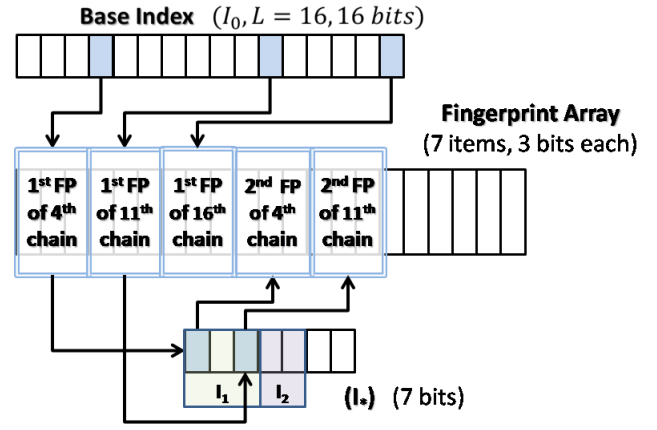 Base Index (I₀, L = 16, 16 bits)
Fingerprint Array
(7 items, 3 bits each)
1st FP
of 4th
chain
1st FP
of 11th
chain
1st FP
of 16th
chain
2nd FP
of 4th
chain
2nd FP
of 11th
chain
I₁
I₂
(I*) (7 bits)